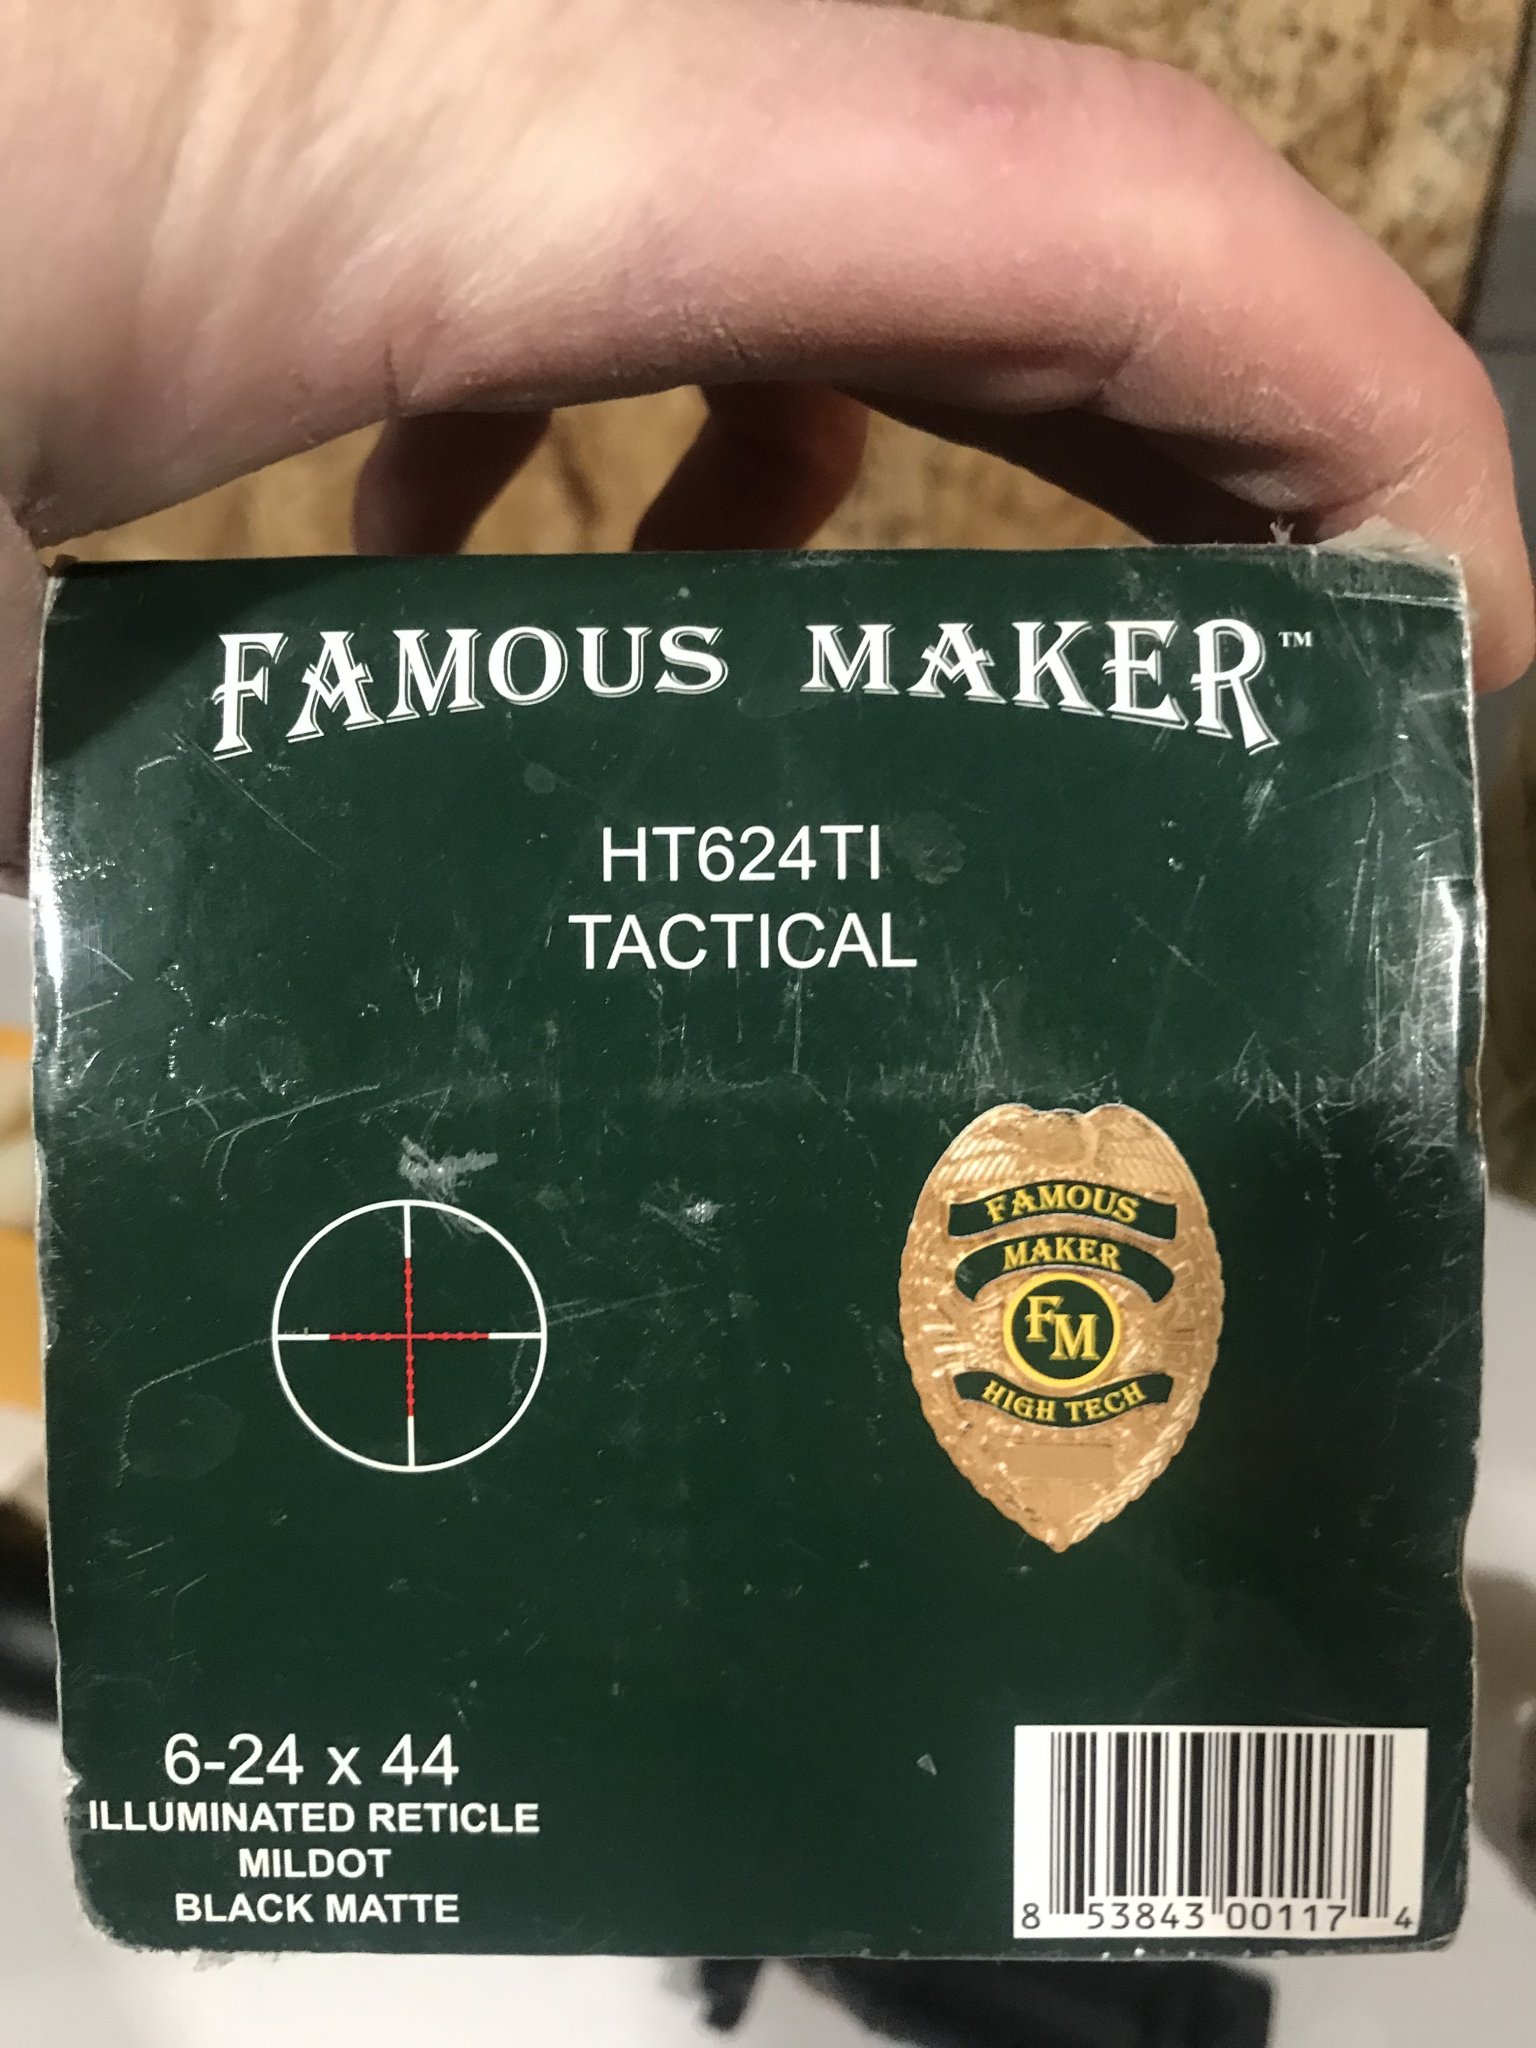 FAMOUS MAKER™
HT624TI
TACTICAL
FAMOUS
MAKER
FM
HIGH TECH
6-24 x 44
ILLUMINATED RETICLE
MILDOT
BLACK MATTE
8 53843 00117 4